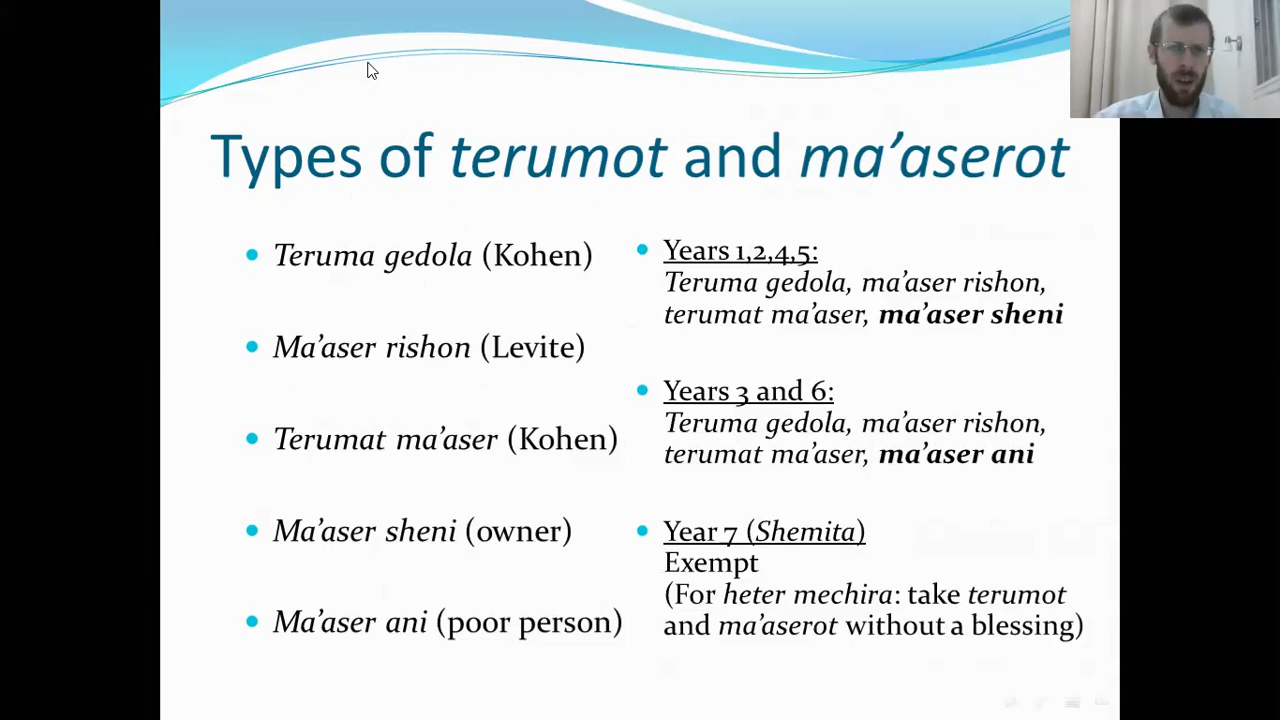 Types of terumot and ma’aserot
Teruma gedola (Kohen)
Ma’aser rishon (Levite)
Terumat ma’aser (Kohen)
Ma’aser sheni (owner)
Ma’aser ani (poor person)
Years 1,2,4,5:
Teruma gedola, ma’aser rishon,
terumat ma’aser, ma’aser sheni
Years 3 and 6:
Teruma gedola, ma’aser rishon,
terumat ma’aser, ma’aser ani
Year 7 (Shemita)
Exempt
(For heter mechira: take terumot
and ma’aserot without a blessing)